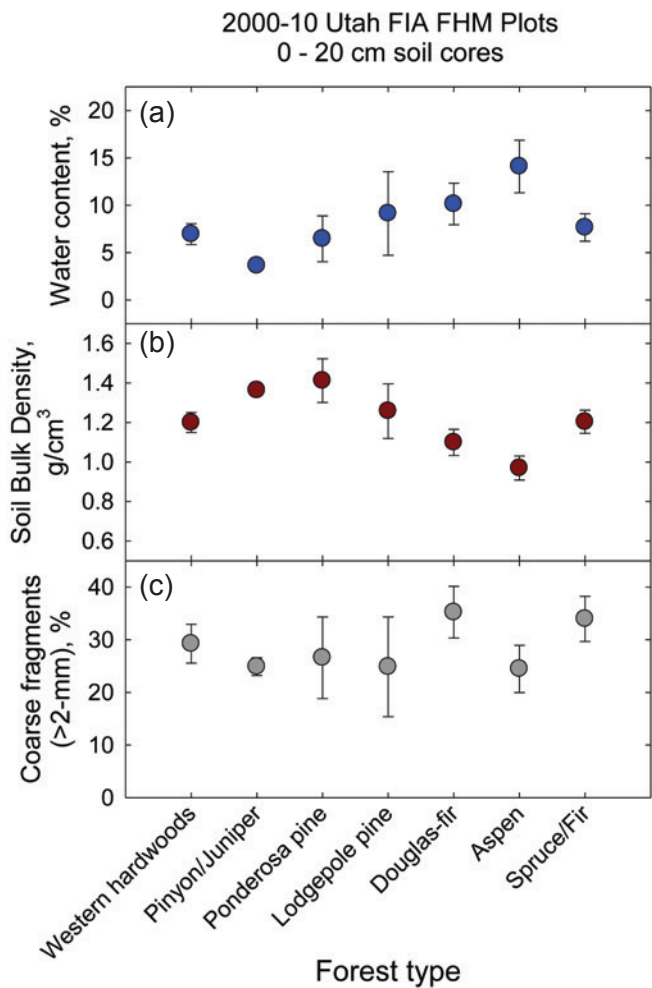 2000-10 Utah FIA FHM Plots
0 - 20 cm soil cores
(a)
Water content, %
20
15
10
5
0
(b)
Soil Bulk Density,
g/cm³
1.6
1.4
1.2
1.0
0.8
0.6
(c)
Coarse fragments
(>2-mm), %
40
30
20
10
0
Western hardwoods
Pinyon/Juniper
Ponderosa pine
Lodgepole pine
Douglas-fir
Aspen
Spruce/Fir
Forest type